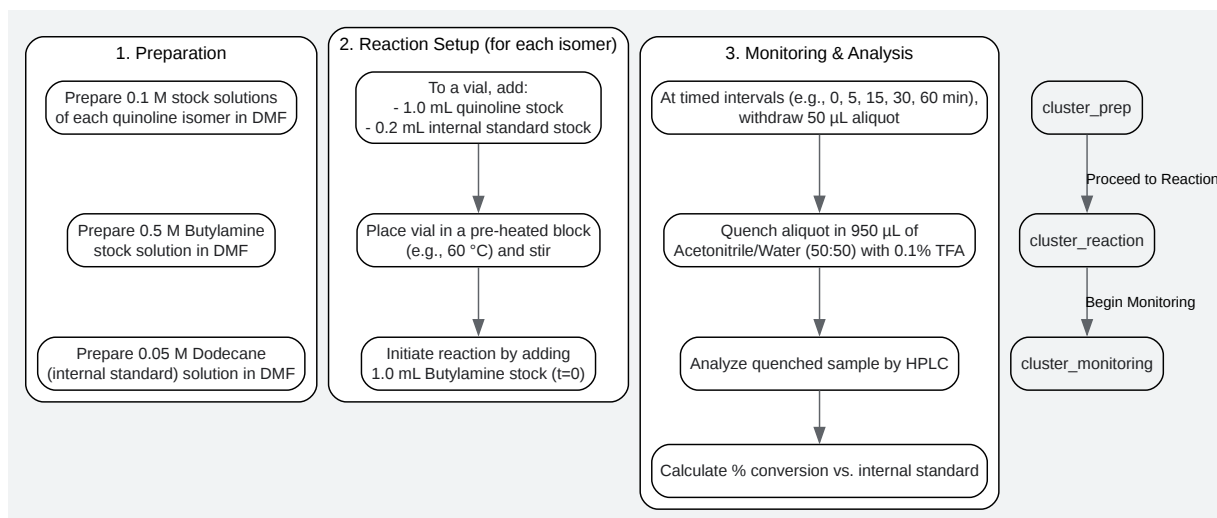 1. Preparation
Prepare 0.1 M stock solutions
of each quinoline isomer in DMF
Prepare 0.5 M Butylamine
stock solution in DMF
Prepare 0.05 M Dodecane
(internal standard) solution in DMF
2. Reaction Setup (for each isomer)
To a vial, add:
- 1.0 mL quinoline stock
- 0.2 mL internal standard stock
Place vial in a pre-heated block
(e.g., 60 °C) and stir
Initiate reaction by adding
1.0 mL Butylamine stock (t=0)
3. Monitoring & Analysis
At timed intervals (e.g., 0, 5, 15, 30, 60 min),
withdraw 50 µL aliquot
Quench aliquot in 950 µL of
Acetonitrile/Water (50:50) with 0.1% TFA
Analyze quenched sample by HPLC
Calculate % conversion vs. internal standard
cluster_prep
Proceed to Reaction
cluster_reaction
Begin Monitoring
cluster_monitoring